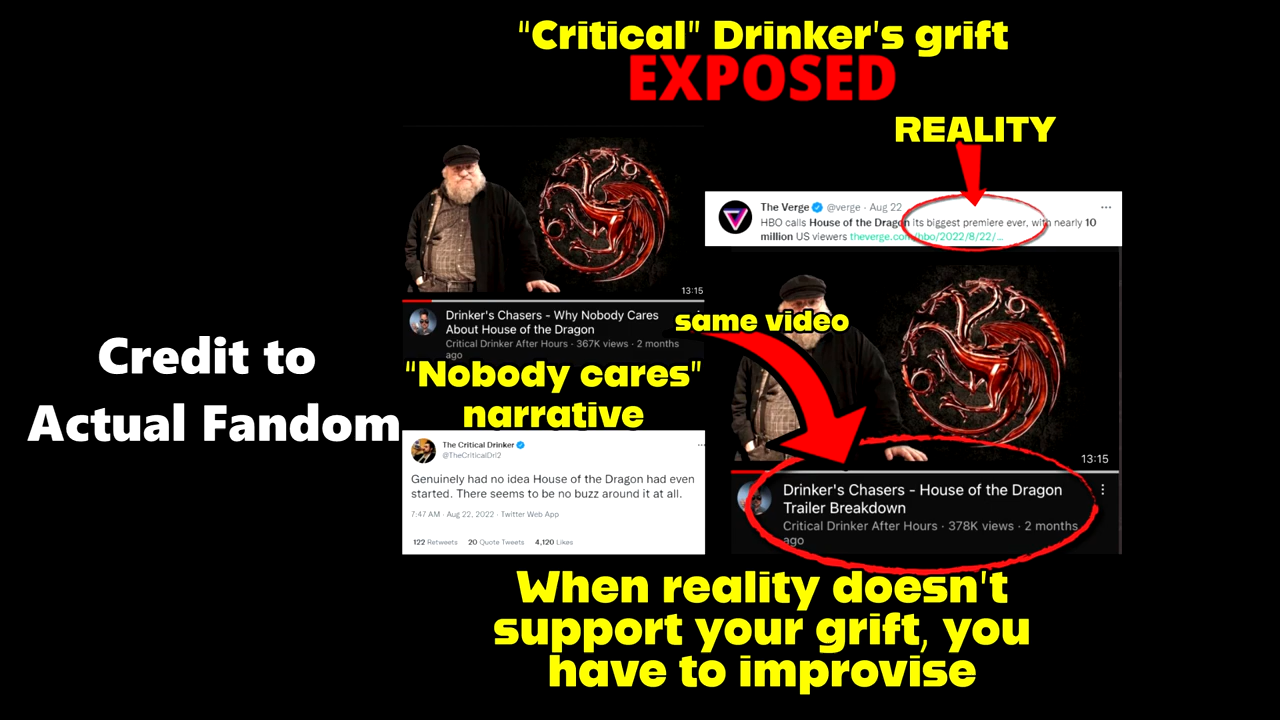 “Critical” Drinker's grift
EXPOSED
REALITY
The Verge @verge · Aug 22
HBO calls House of the Dragon its biggest premiere ever, with nearly 10
million US viewers theverge.com/hbo/2022/8/22/...
13:15
Drinker's Chasers - Why Nobody Cares
About House of the Dragon
Critical Drinker After Hours · 367K views · 2 months
ago
same video
“Nobody cares”
narrative
Credit to
Actual Fandom
The Critical Drinker
@TheCriticalDri2
Genuinely had no idea House of the Dragon had even
started. There seems to be no buzz around it at all.
7:47 AM · Aug 22, 2022 · Twitter Web App
122 Retweets 20 Quote Tweets 4,120 Likes
13:15
Drinker's Chasers - House of the Dragon
Trailer Breakdown
Critical Drinker After Hours · 378K views · 2 months
ago
When reality doesn't
support your grift, you
have to improvise